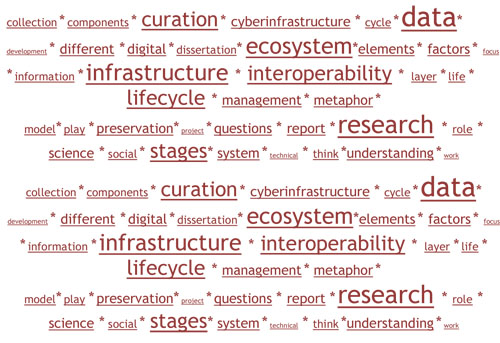 collection * components * curation * cyberinfrastructure * cycle * data*
development * different * digital * dissertation * ecosystem*elements * factors * focus
* information * infrastructure * interoperability * layer * life *
lifecycle * management * metaphor *
model* play * preservation* project * questions * report * research * role *
science * social * stages* system * technical * think *understanding * work
collection * components * curation * cyberinfrastructure * cycle * data*
development * different * digital * dissertation * ecosystem*elements * factors * focus
* information * infrastructure * interoperability * layer * life *
lifecycle * management * metaphor *
model* play * preservation* project * questions * report * research * role *
science * social * stages* system * technical * think *understanding * work